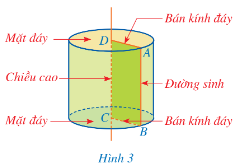 Bán kính đáy
Mặt đáy
D
A
Chiều cao
Đường sinh
Mặt đáy
C
B
Bán kính đáy
Hình 3